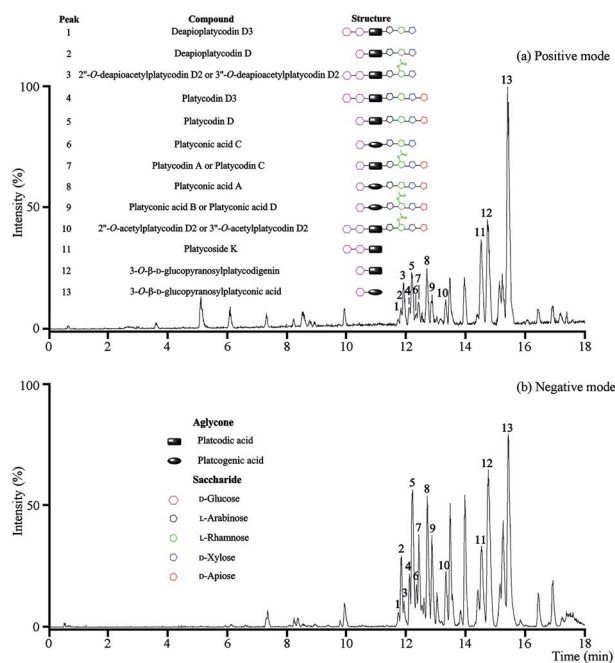 Peak Compound Structure
1 Deapioplatycodin D3
(a) Positive mode
2 Deapioplatycodin D
3 2"-O-deapioacetylplatycodin D2 or 3"-O-deapioacetylplatycodin D2
13
100
4 Platycodin D3
5 Platycodin D
6 Platyconic acid C
7 Platycodin A or Platycodin C
8 Platyconic acid A
9 Platyconic acid B or Platyconic acid D
10 2"-O-acetylplatycodin D2 or 3"-O-acetylplatycodin D2
11 Platycoside K
12 3-O-β-D-glucopyranosylplatycodigenin
13 3-O-β-D-glucopyranosylplatyconic acid
Intensity (%)
50
0
1 2 3 4 5 6 7 8 9 10 11 12
0 2 4 6 8 10 12 14 16 18
(b) Negative mode
100
Aglycone
Platcodic acid
Platcogenic acid
Saccharide
D-Glucose
L-Arabinose
L-Rhamnose
D-Xylose
D-Apiose
Intensity (%)
50
0
1 2 3 4 5 6 7 8 9 10 11 12 13
0 2 4 6 8 10 12 14 16 18
Time (min)